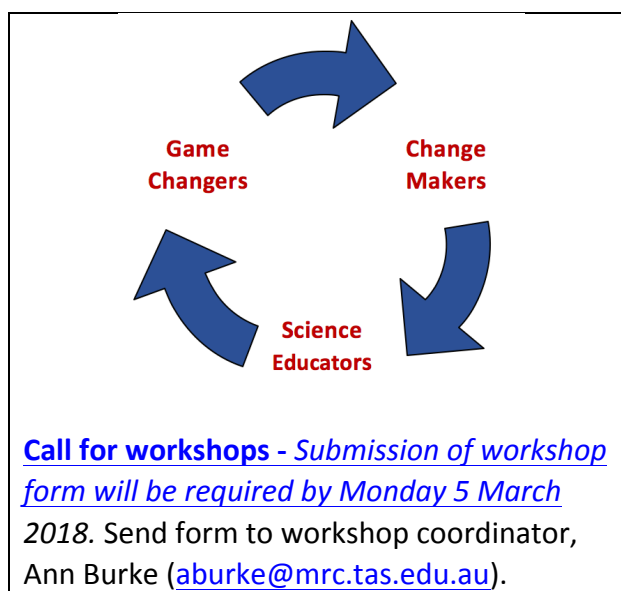 Game
Changers
Change
Makers
Science
Educators
Call for workshops - Submission of workshop
form will be required by Monday 5 March
2018. Send form to workshop coordinator,
Ann Burke (aburke@mrc.tas.edu.au).